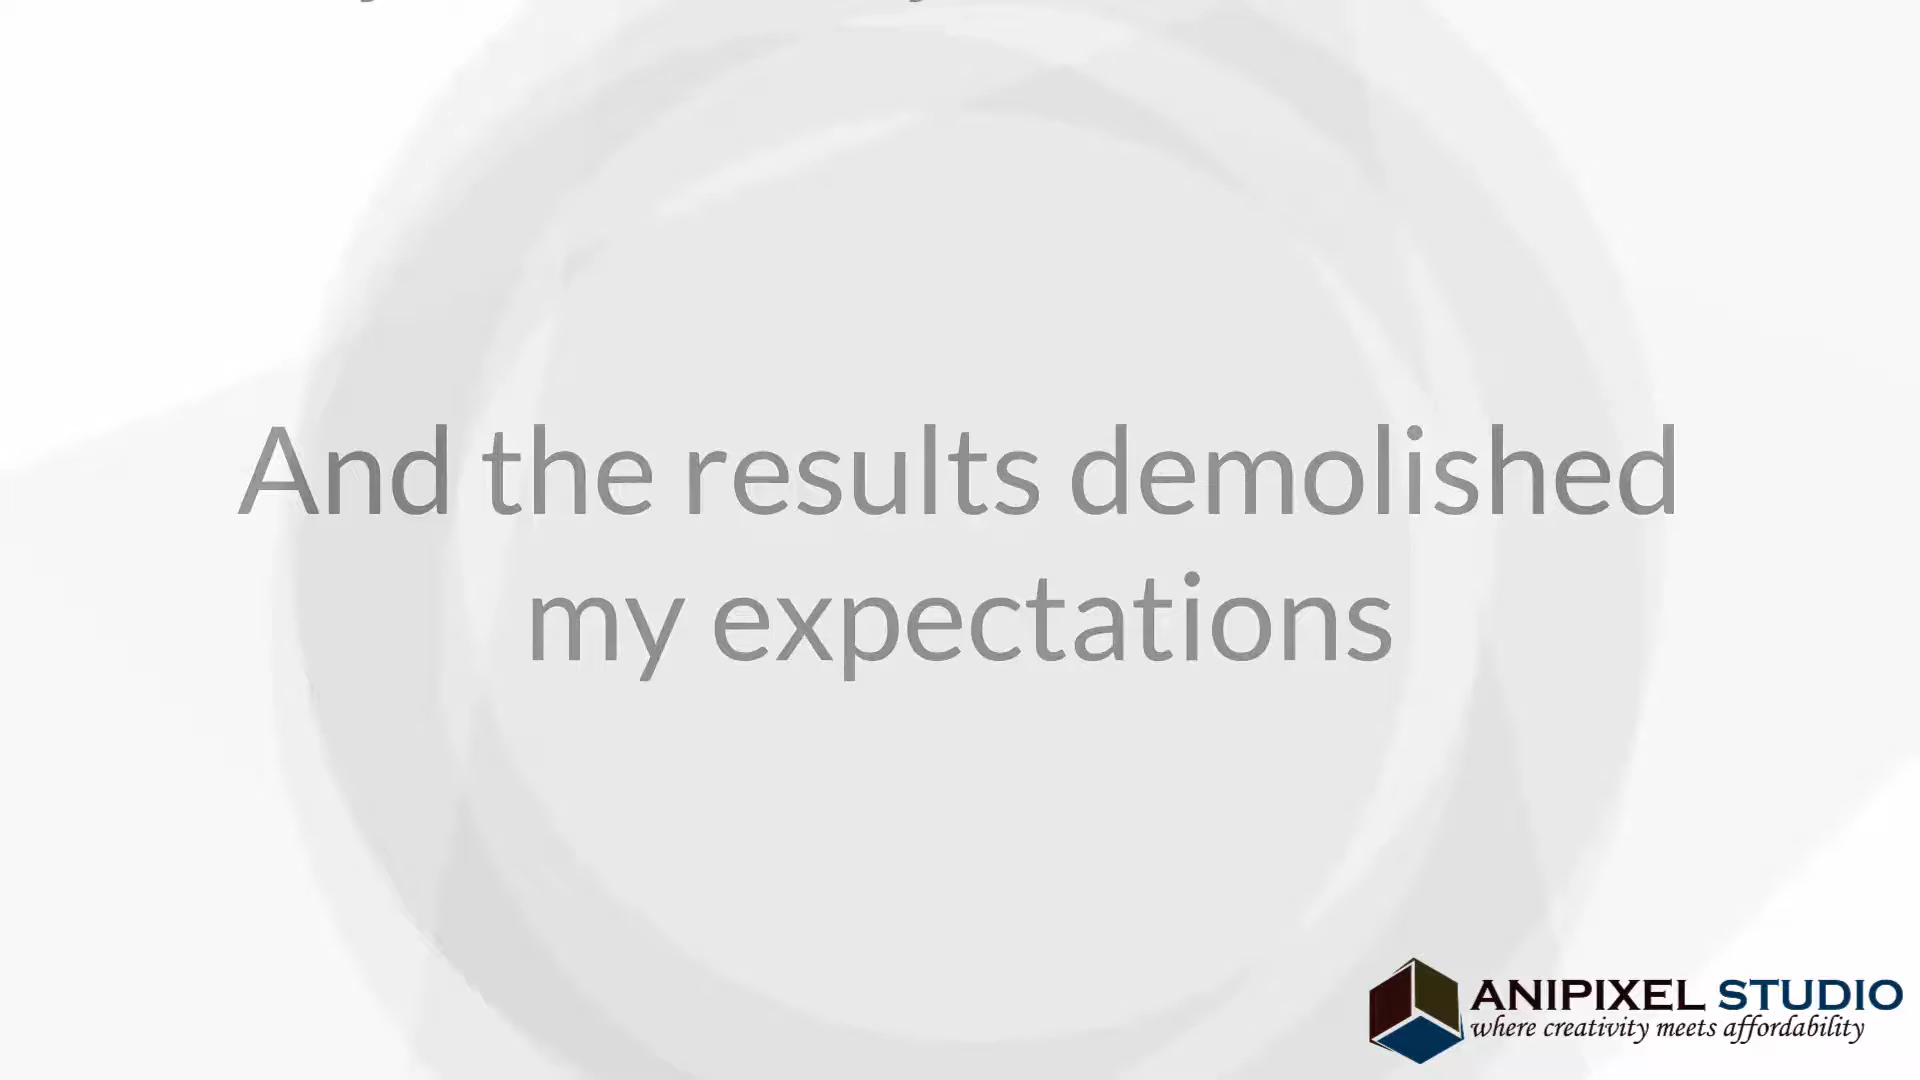 And the results demolished
my expectations
ANIPIXEL STUDIO
where creativity meets affordability